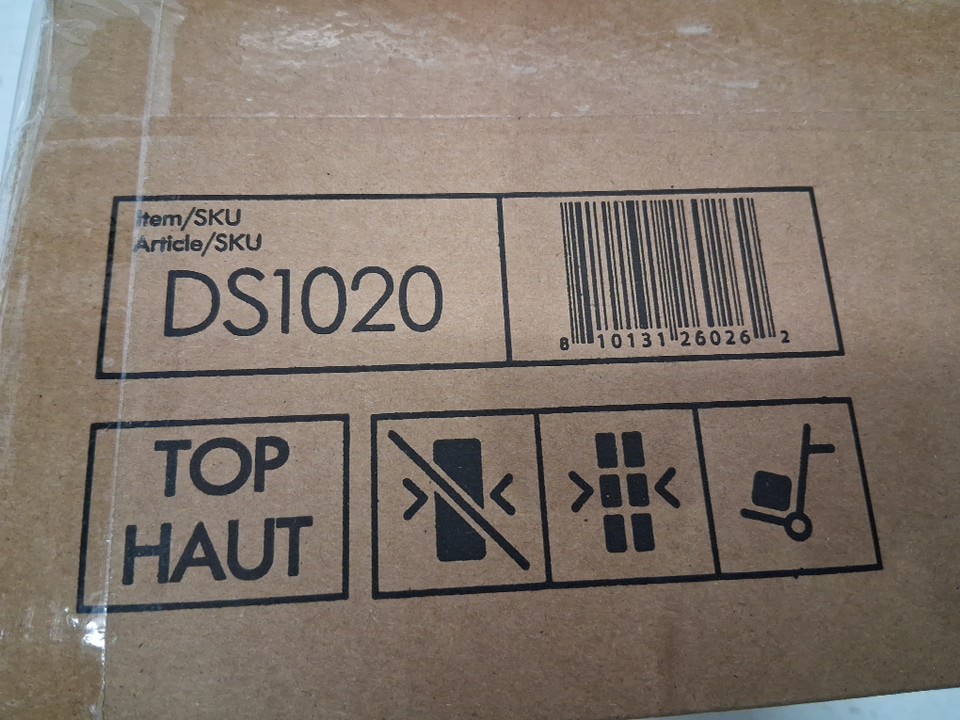 Item/SKU
Article/SKU
DS1020
8 10131 26026 2
TOP
HAUT